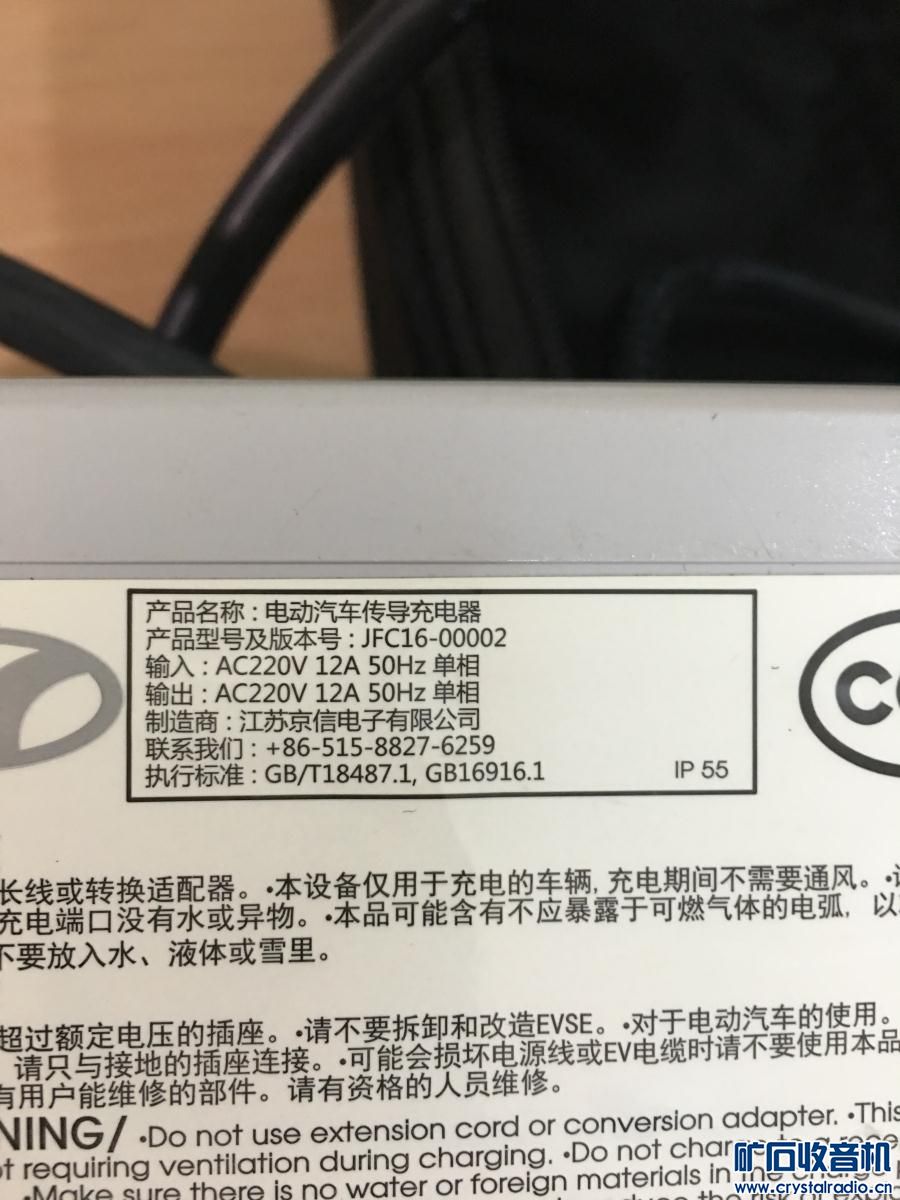 产品名称：电动汽车传导充电器
产品型号及版本号：JFC16-00002
输入：AC220V 12A 50Hz 单相
输出：AC220V 12A 50Hz 单相
制造商：江苏京信电子有限公司
联系我们：+86-515-8827-6259
执行标准：GB/T18487.1, GB16916.1 IP 55
长线或转换适配器。•本设备仅用于充电的车辆, 充电期间不需要通风。•
充电端口没有水或异物。•本品可能含有不应暴露于可燃气体的电弧, 以
不要放入水、液体或雪里。
超过额定电压的插座。•请不要拆卸和改造EVSE。•对于电动汽车的使用。
请只与接地的插座连接。•可能会损坏电源线或EV电缆时请不要使用本品
有用户能维修的部件。请有资格的人员维修。
NING/ •Do not use extension cord or conversion adapter. •This
ot requiring ventilation during charging. •Do not
•Make sure there is no water or foreign materials in the
矿石收音机
www.crystalradio.cn